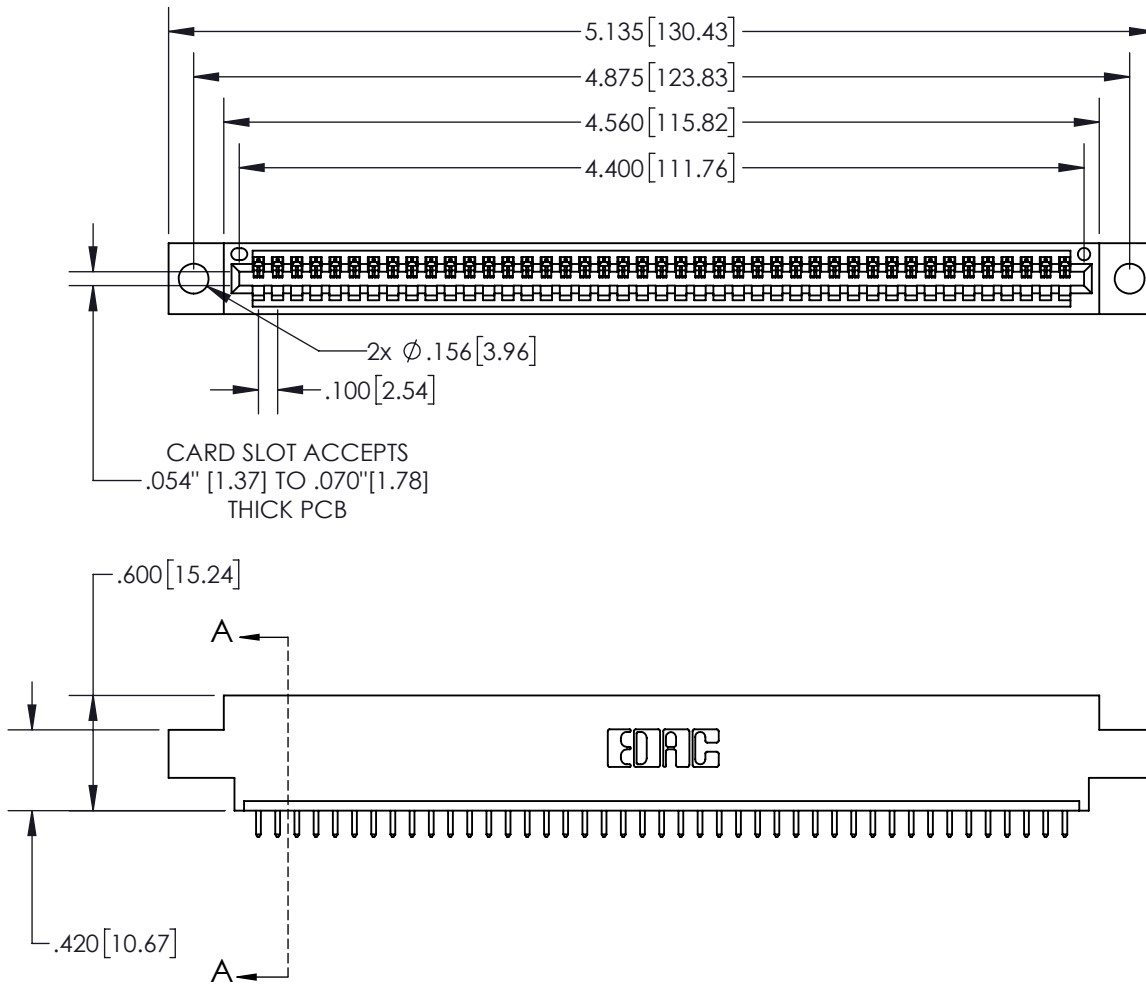 5.135[130.43]
4.875[123.83]
4.560[115.82]
4.400[111.76]
2x Ø.156[3.96]
.100[2.54]
CARD SLOT ACCEPTS
.054" [1.37] TO .070"[1.78]
THICK PCB
.600[15.24]
A
EDAC
.420[10.67]
A